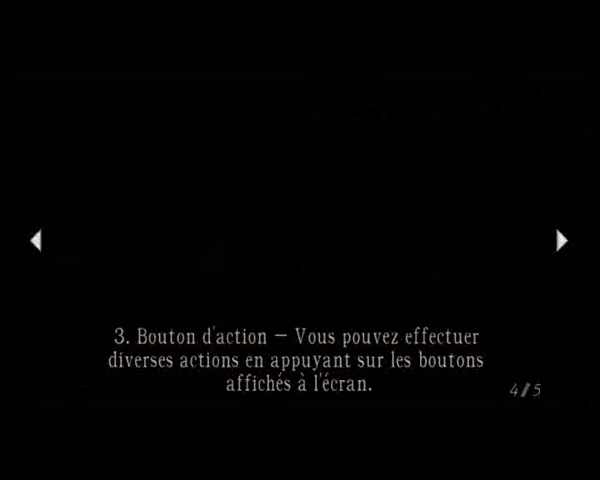 3. Bouton d'action — Vous pouvez effectuer
diverses actions en appuyant sur les boutons
affichés à l'écran.
4/5